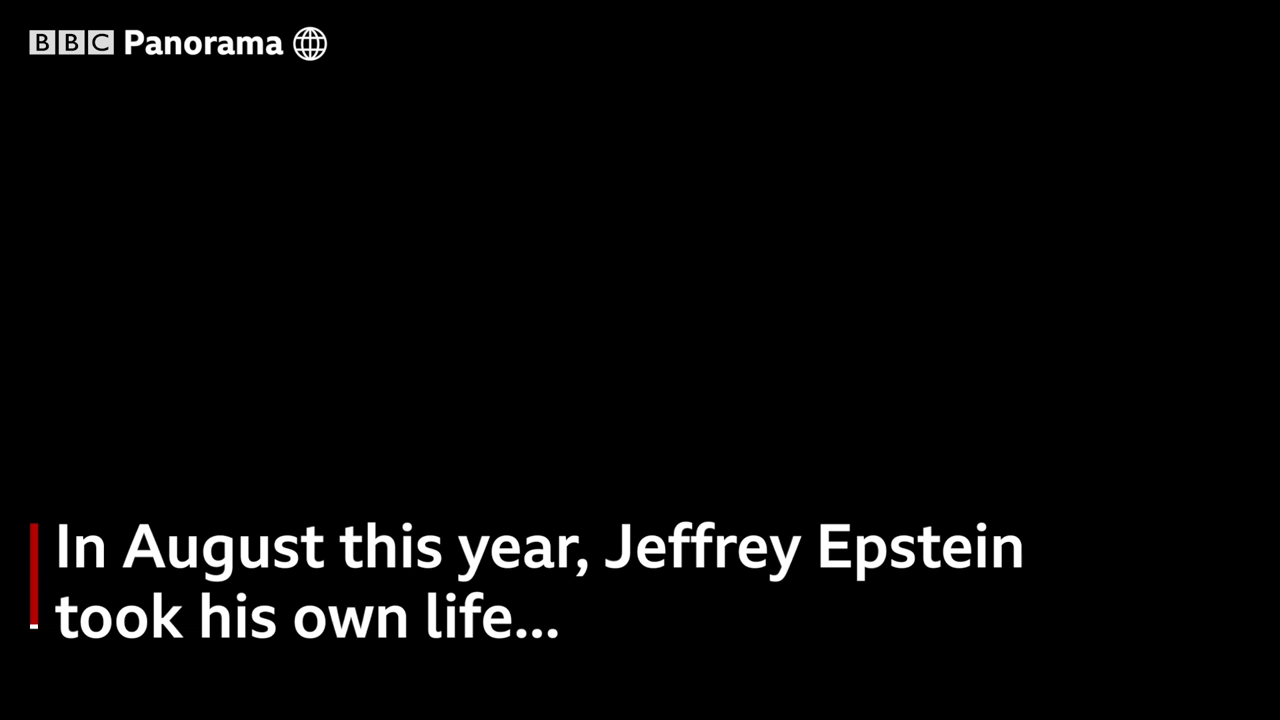 BBC Panorama
In August this year, Jeffrey Epstein
took his own life...